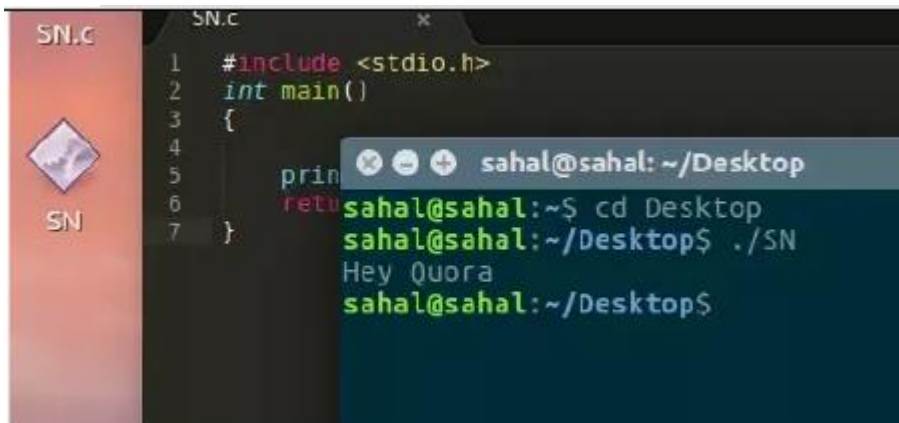 SN.c
SN
SN.c ×
1 #include <stdio.h>
2 int main()
3 {
4
5 prin
6 retu
7 }
sahal@sahal: ~/Desktop
sahal@sahal:~$ cd Desktop
sahal@sahal:~/Desktop$ ./SN
Hey Quora
sahal@sahal:~/Desktop$